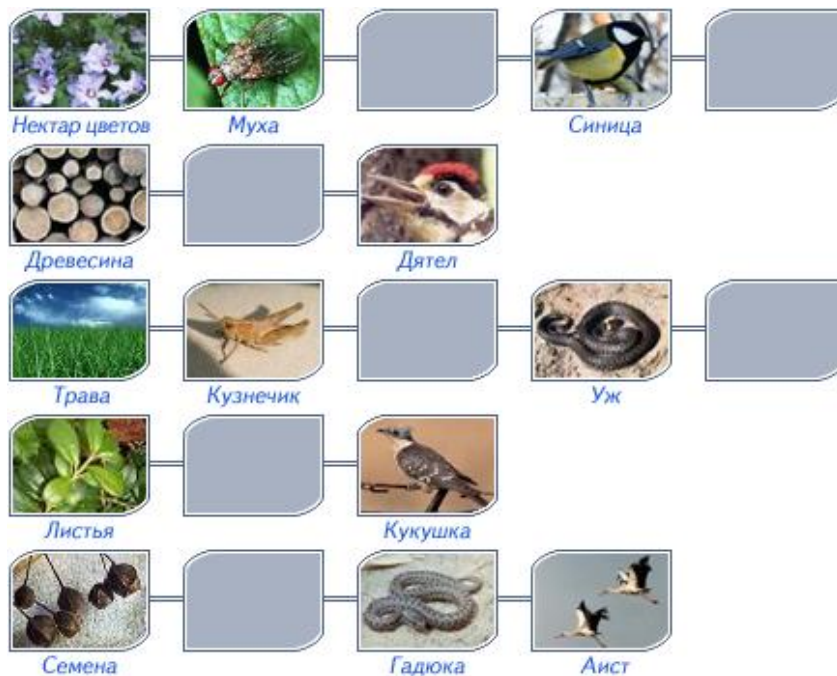 Нектар цветов Муха Синица
Древесина Дятел
Трава Кузнечик Уж
Листья Кукушка
Семена Гадюка Аист